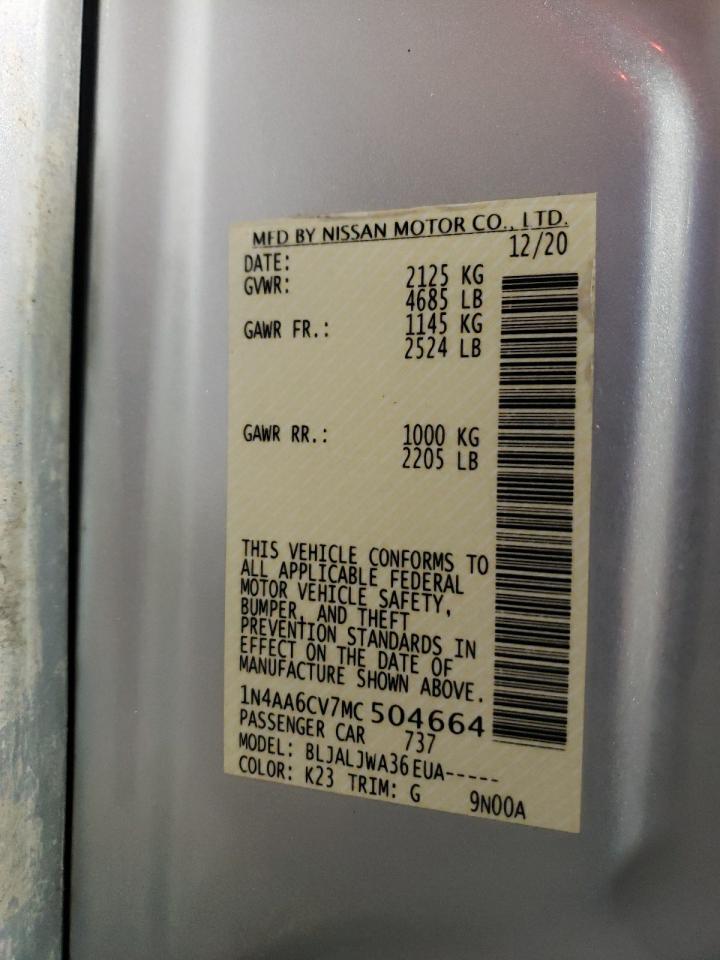 MFD BY NISSAN MOTOR CO., LTD.
DATE: 12/20
GVWR: 2125 KG
4685 LB
GAWR FR.: 1145 KG
2524 LB
GAWR RR.: 1000 KG
2205 LB
THIS VEHICLE CONFORMS TO
ALL APPLICABLE FEDERAL
MOTOR VEHICLE SAFETY,
BUMPER, AND THEFT
PREVENTION STANDARDS IN
EFFECT ON THE DATE OF
MANUFACTURE SHOWN ABOVE.
1N4AA6CV7MC 504664
PASSENGER CAR 737
MODEL: BLJALJWA36EUA-----
COLOR: K23 TRIM: G 9N00A